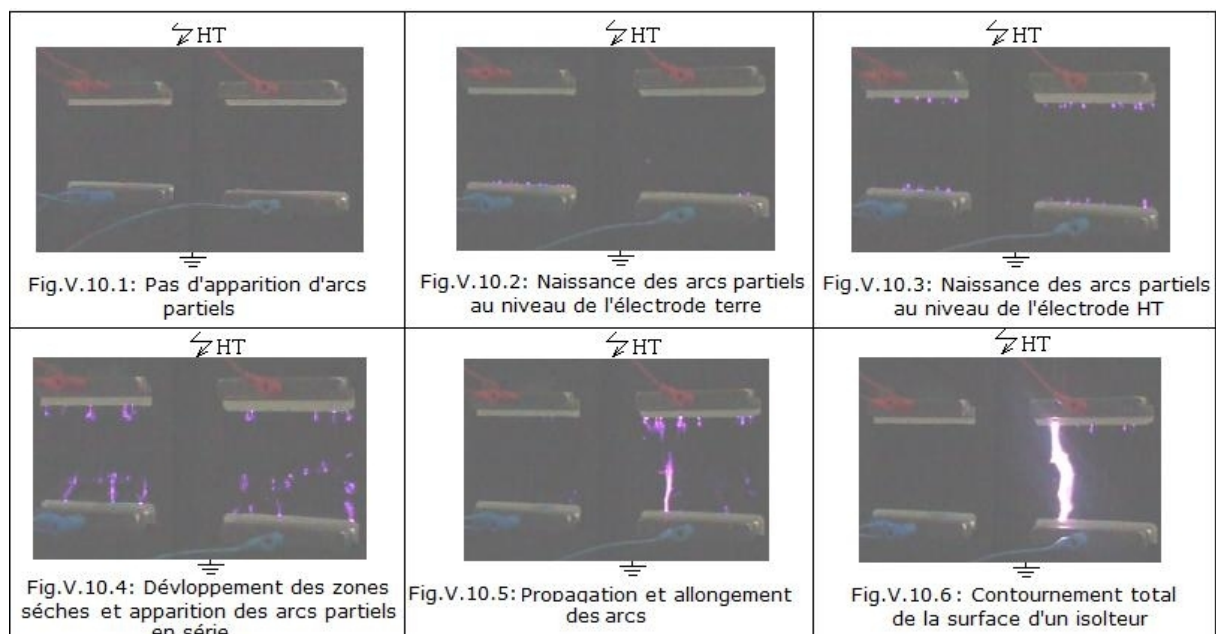 HT
HT
HT
Fig.V.10.1: Pas d'apparition d'arcs
partiels
Fig.V.10.2: Naissance des arcs partiels
au niveau de l'électrode terre
Fig.V.10.3: Naissance des arcs partiels
au niveau de l'électrode HT
HT
HT
HT
Fig.V.10.4: Dévloppement des zones
séches et apparition des arcs partiels
en série
Fig.V.10.5: Propagation et allongement
des arcs
Fig.V.10.6 : Contournement total
de la surface d'un isolteur